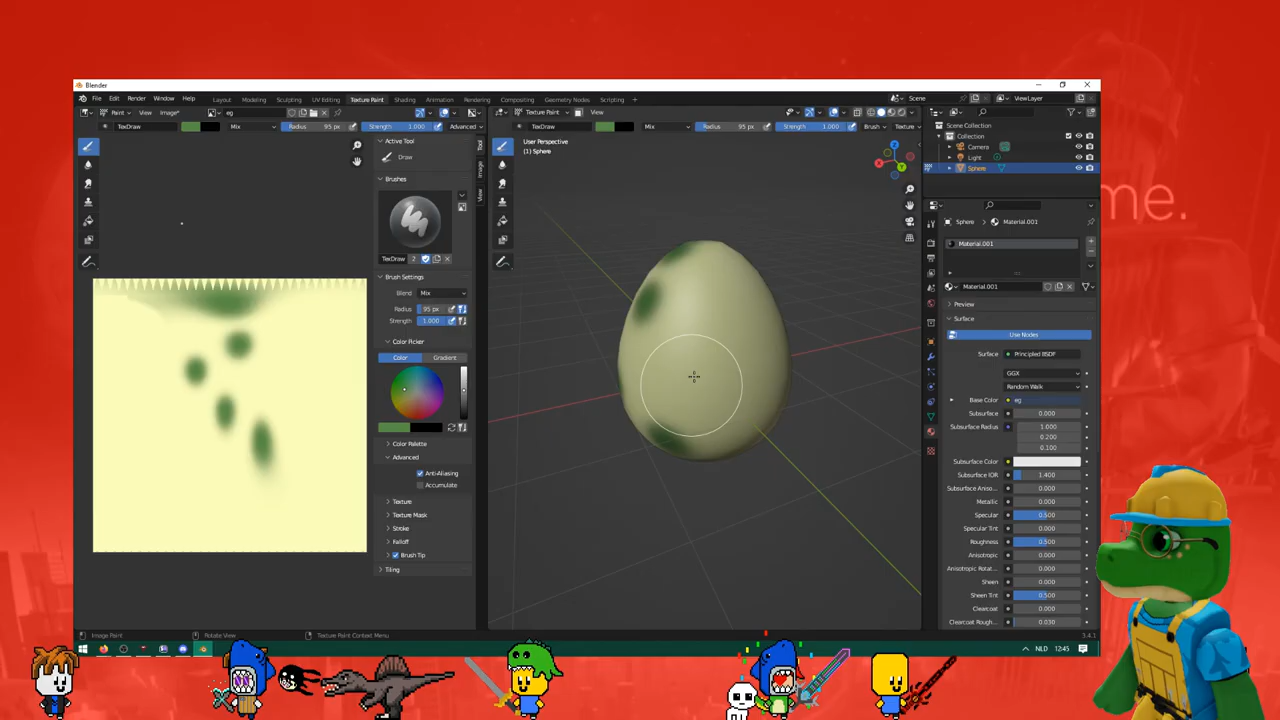 Blender
File Edit Render Window Help Layout Modeling Sculpting UV Editing Texture Paint Shading Animation Rendering Compositing Geometry Nodes Scripting + Scene ViewLayer
Paint View Image* eg Texture Paint View
TexDraw Mix Radius 95 px Strength 1.000 Advanced TexDraw Mix Radius 95 px Strength 1.000 Brush Texture
Active Tool
Draw
Brushes
TexDraw 2
Brush Settings
Blend Mix
Radius 95 px
Strength 1.000
Color Picker
Color Gradient
Color Palette
Advanced
Anti-Aliasing
Accumulate
Texture
Texture Mask
Stroke
Falloff
Brush Tip
Tiling
Tool
Image
View
User Perspective
(1) Sphere
Scene Collection
Collection
Camera
Light
Sphere
Sphere Material.001
Material.001
Material.001
Preview
Surface
Use Nodes
Surface Principled BSDF
GGX
Random Walk
Base Color eg
Subsurface 0.000
Subsurface Radius 1.000
0.200
0.100
Subsurface Color
Subsurface IOR 1.400
Subsurface Aniso... 0.000
Metallic 0.000
Specular 0.500
Specular Tint 0.000
Roughness 0.500
Anisotropic 0.000
Anisotropic Rotat... 0.000
Sheen 0.000
Sheen Tint 0.500
Clearcoat 0.000
Clearcoat Rough... 0.030
Image Paint Rotate View Texture Paint Context Menu 3.4.1
NLD 12:45
me.